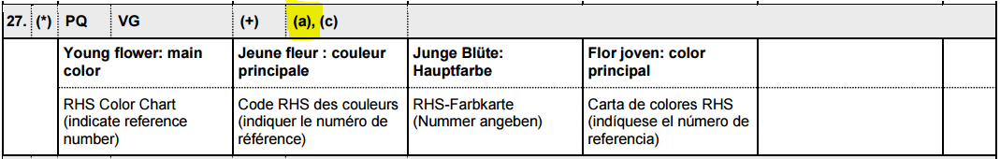 27. (*) PQ VG (+) (a), (c)
Young flower: main
color
Jeune fleur : couleur
principale
Junge Blüte:
Hauptfarbe
Flor joven: color
principal
RHS Color Chart
(indicate reference
number)
Code RHS des couleurs
(indiquer le numéro de
référence)
RHS-Farbkarte
(Nummer angeben)
Carta de colores RHS
(indíquese el número de
referencia)